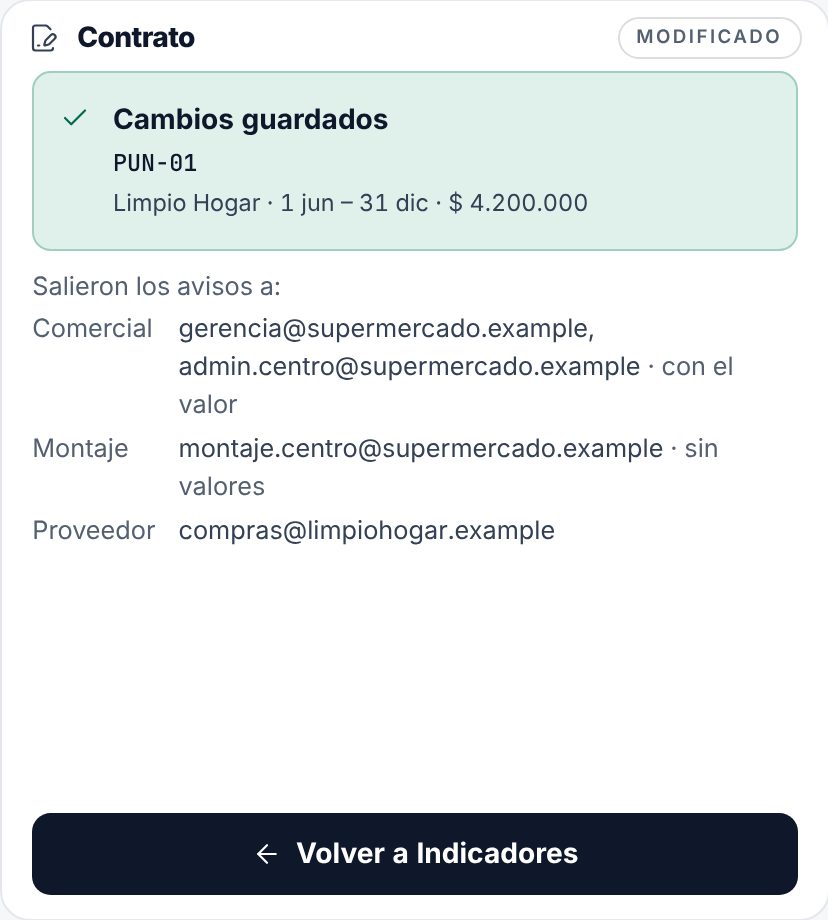 Contrato
MODIFICADO
Cambios guardados
PUN-01
Limpio Hogar · 1 jun – 31 dic · $ 4.200.000
Salieron los avisos a:
Comercial gerencia@supermercado.example,
admin.centro@supermercado.example · con el
valor
Montaje montaje.centro@supermercado.example · sin
valores
Proveedor compras@limpiohogar.example
← Volver a Indicadores